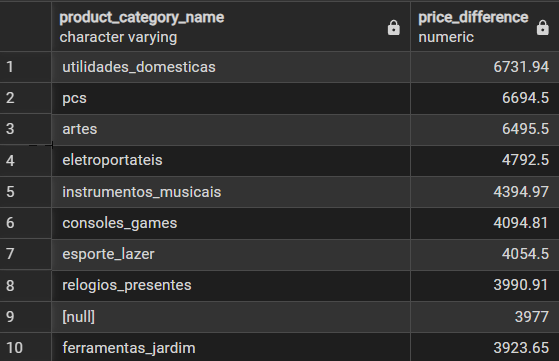 product_category_name price_difference
character varying numeric
1 utilidades_domesticas 6731.94
2 pcs 6694.5
3 artes 6495.5
4 eletroportateis 4792.5
5 instrumentos_musicais 4394.97
6 consoles_games 4094.81
7 esporte_lazer 4054.5
8 relogios_presentes 3990.91
9 [null] 3977
10 ferramentas_jardim 3923.65